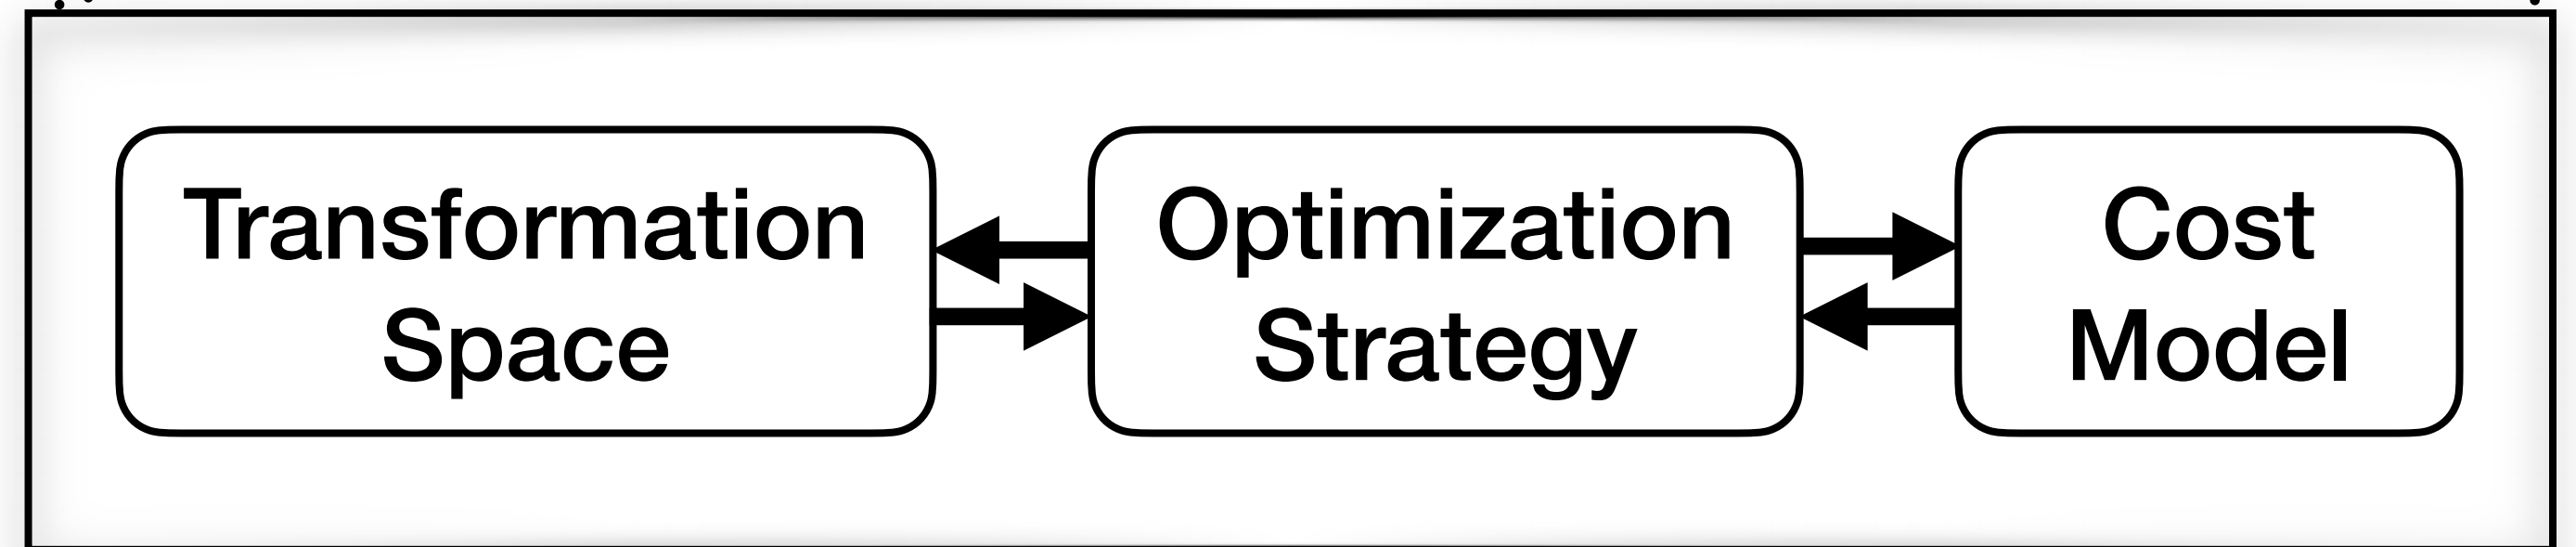 Transformation
Space
Optimization
Strategy
Cost
Model